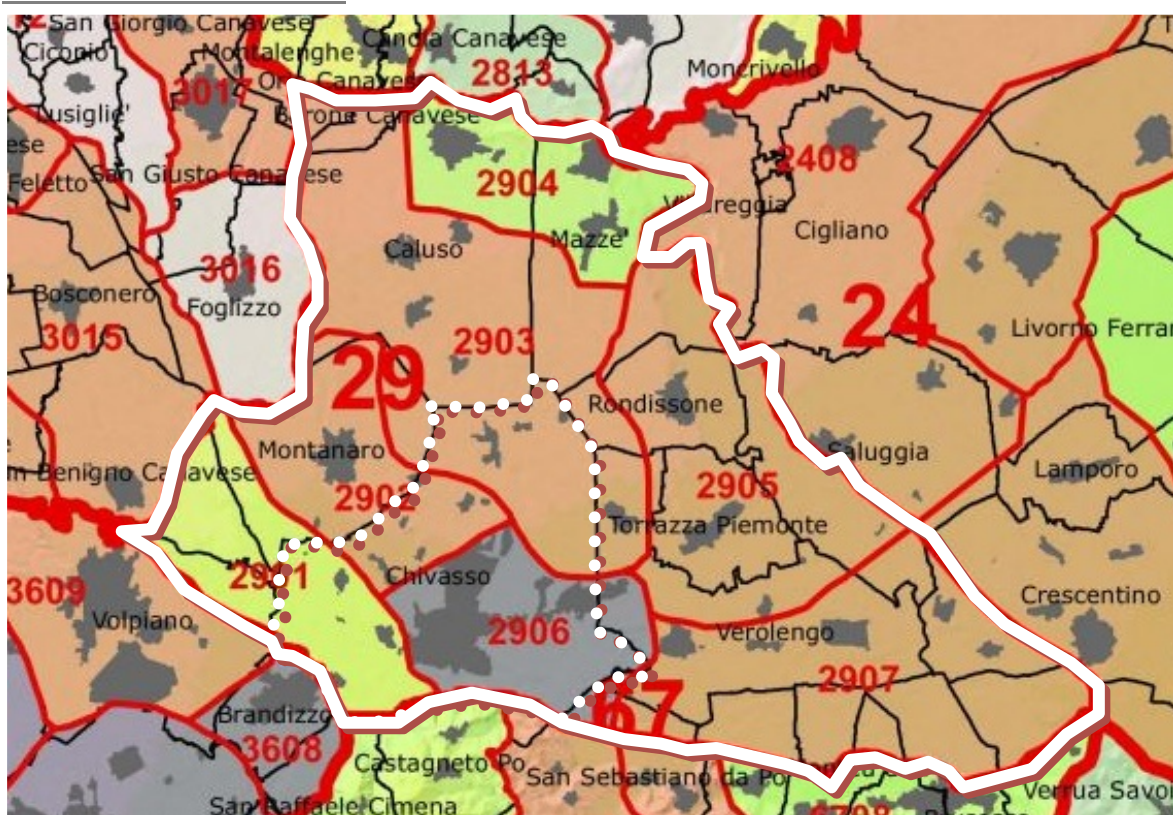 San Giorgio Canavese
Ciconio
Montalenghe
Candia Canavese
2813
Moncrivello
3017
Canavese
Lusiglie'
Barone Canavese
ese
Feletto
San Giusto Canavese
2904
2408
Villareggia
Cigliano
Caluso
Mazze'
3016
Foglizzo
Bosconero
3015
24
Livorno Ferrar
2903
29
Rondissone
Montanaro
Saluggia
Lamporo
m Benigno Canavese
2902
2905
Torrazza Piemonte
2901
Chivasso
3609
Volpiano
2906
Crescentino
Verolengo
2907
67
Brandizzo
3608
Castagneto Po
San Sebastiano da Po
Verrua Savoi
San Raffaele Cimena